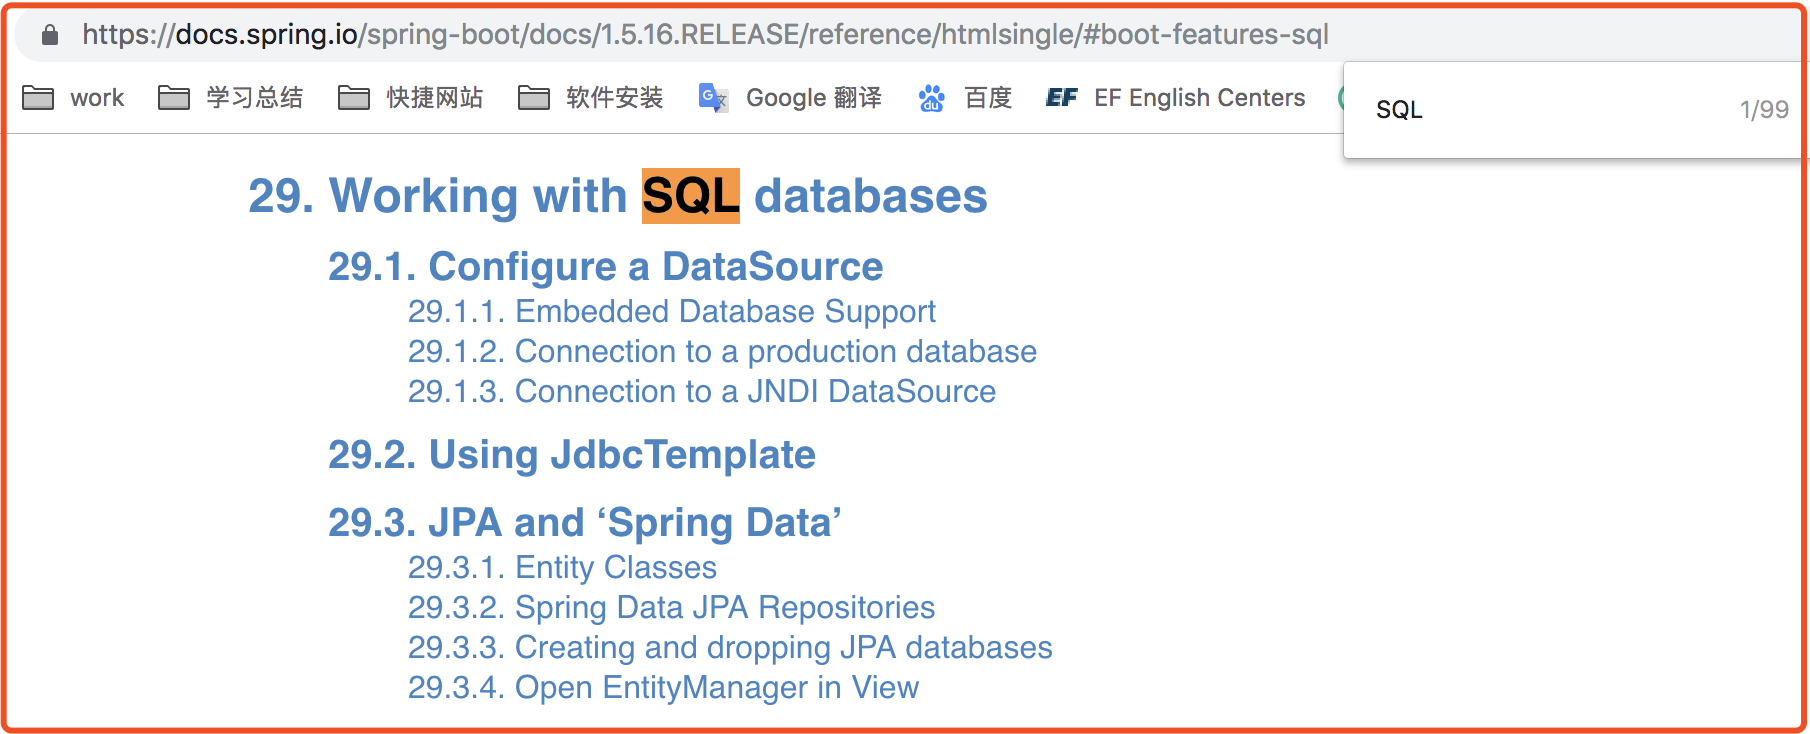 https://docs.spring.io/spring-boot/docs/1.5.16.RELEASE/reference/htmlsingle/#boot-features-sql
work 学习总结 快捷网站 软件安装 Google 翻译 百度 EF English Centers
SQL 1/99
29. Working with SQL databases
29.1. Configure a DataSource
29.1.1. Embedded Database Support
29.1.2. Connection to a production database
29.1.3. Connection to a JNDI DataSource
29.2. Using JdbcTemplate
29.3. JPA and ‘Spring Data’
29.3.1. Entity Classes
29.3.2. Spring Data JPA Repositories
29.3.3. Creating and dropping JPA databases
29.3.4. Open EntityManager in View